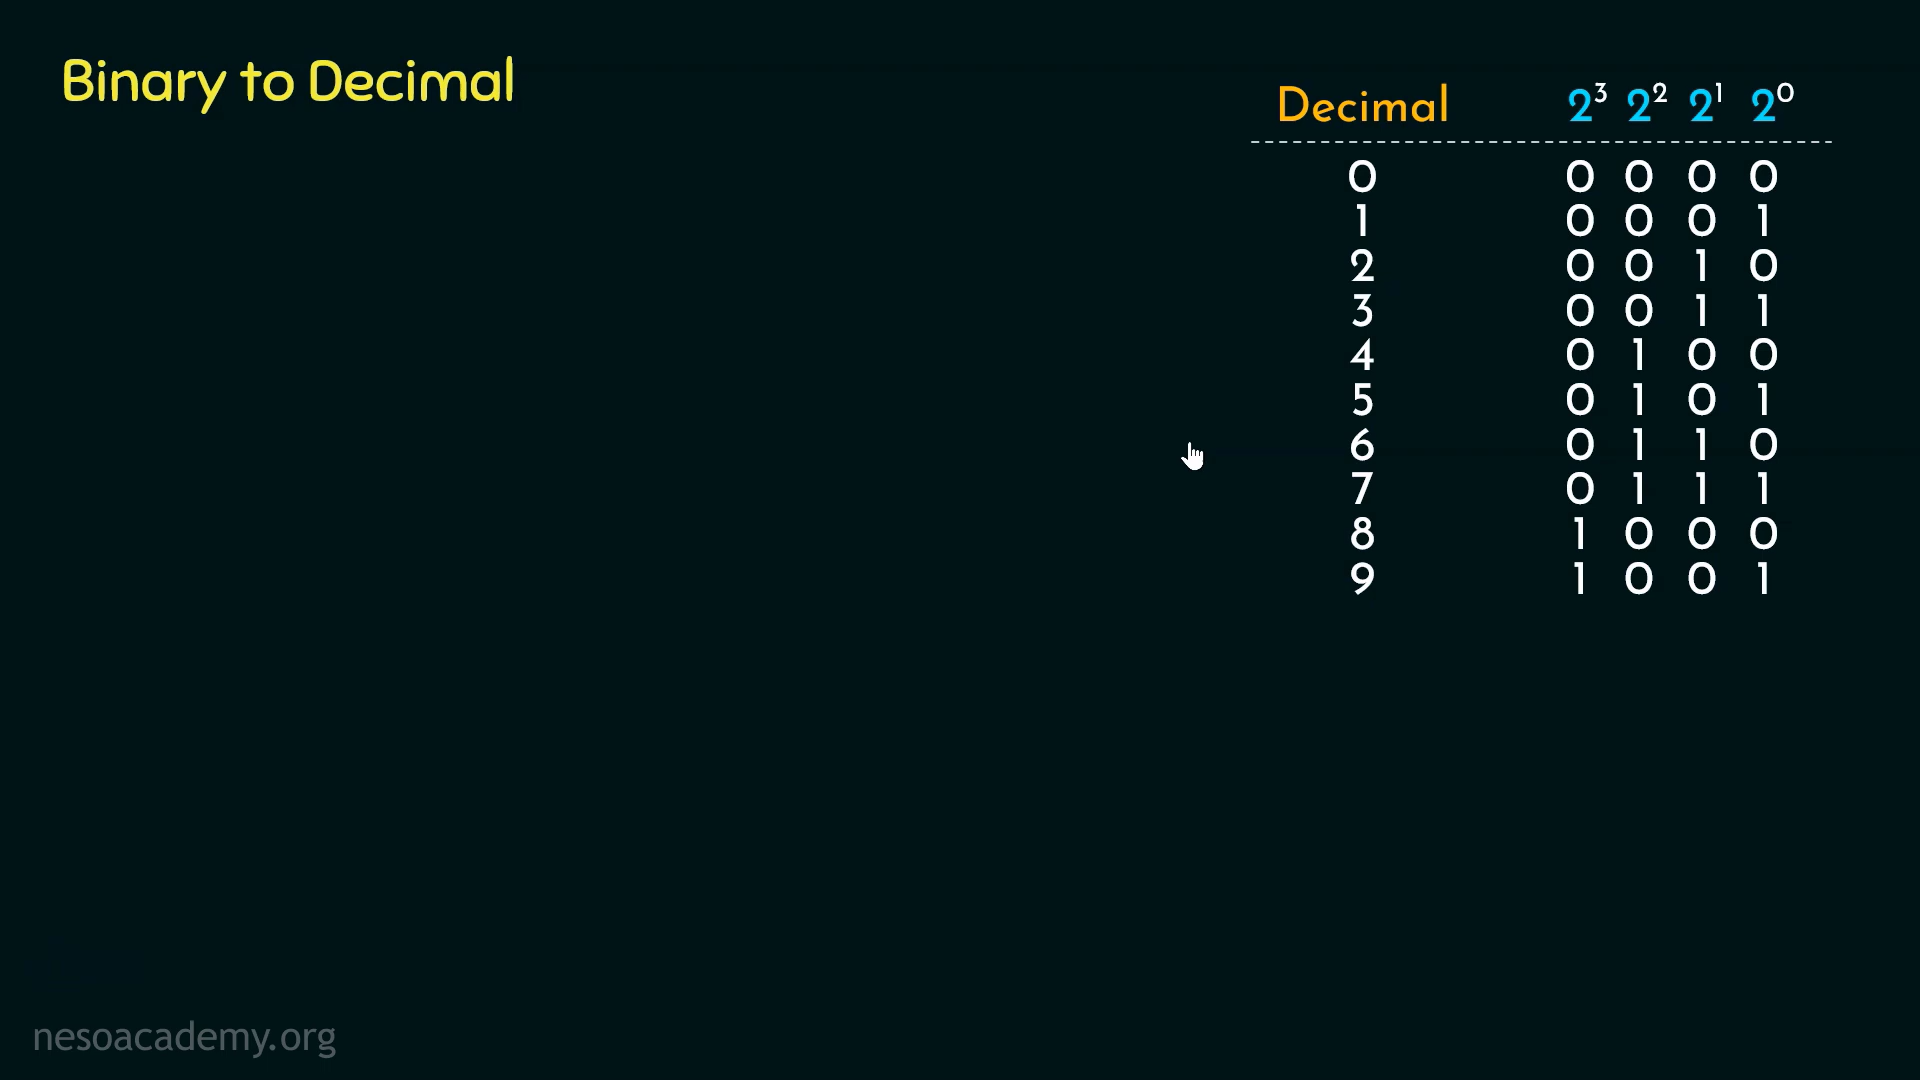 Binary to Decimal
Decimal 2³ 2² 2¹ 2⁰
0 0 0 0 0
1 0 0 0 1
2 0 0 1 0
3 0 0 1 1
4 0 1 0 0
5 0 1 0 1
6 0 1 1 0
7 0 1 1 1
8 1 0 0 0
9 1 0 0 1
nesoacademy.org